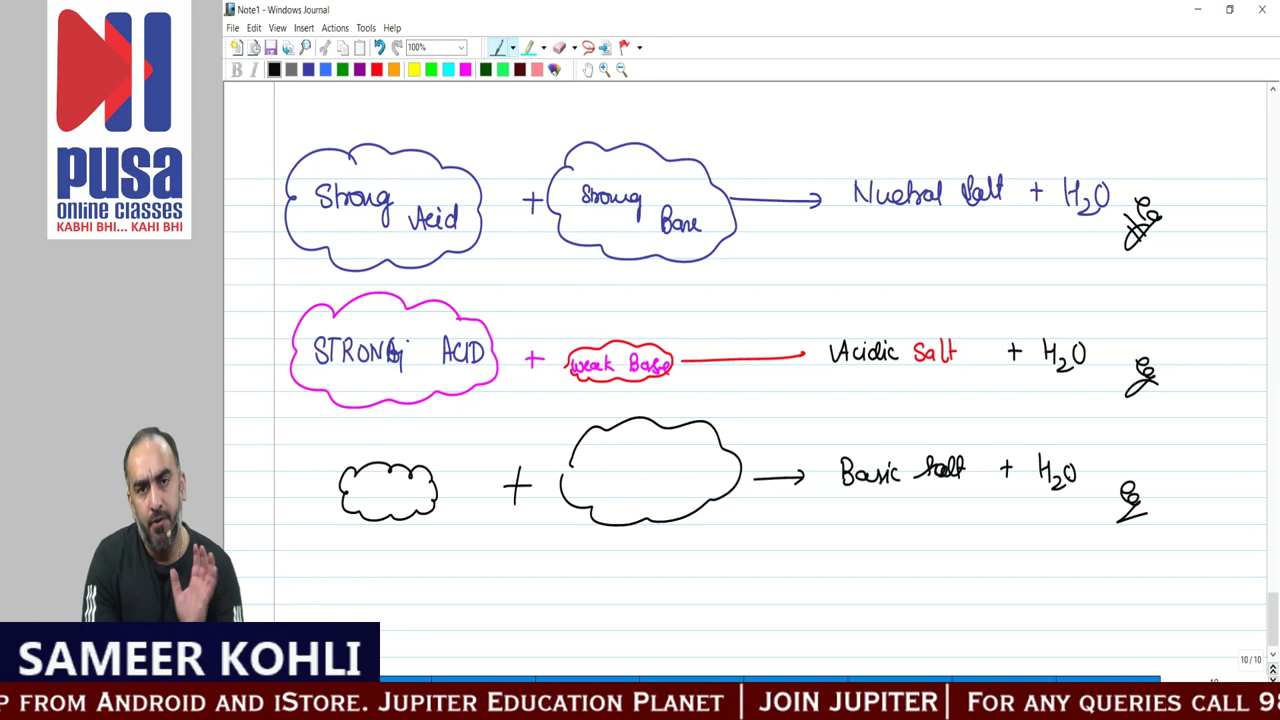 Note1 - Windows Journal
File Edit View Insert Actions Tools Help
100%
B I
PUSA
ONLINE CLASSES
KABHI BHI... KAHI BHI
Strong Acid + Strong Base → Nuetral Salt + H₂O
STRONG ACID + weak Base Acidic Salt + H₂O
+ → Basic salt + H₂O
10/10
SAMEER KOHLI
P FROM ANDROID AND ISTORE. JUPITER EDUCATION PLANET | JOIN JUPITER | FOR ANY QUERIES CALL 9